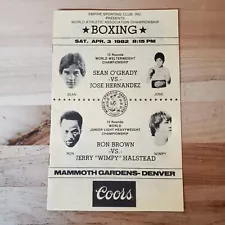 EMPIRE SPORTING CLUB, INC.
PRESENTS
WORLD ATHLETIC ASSOCIATION CHAMPIONSHIP
★BOXING★
SAT., APR. 3 1982 8:15 PM
15 Rounds
WORLD WELTERWEIGHT
CHAMPIONSHIP
SEAN O'GRADY
-VS-
JOSE HERNANDEZ
SEAN
JOSE
15 Rounds
WORLD
JUNIOR LIGHT HEAVYWEIGHT
CHAMPIONSHIP
RON BROWN
-VS-
JERRY "WIMPY" HALSTEAD
RON
WIMPY
MAMMOTH GARDENS-DENVER
Coors